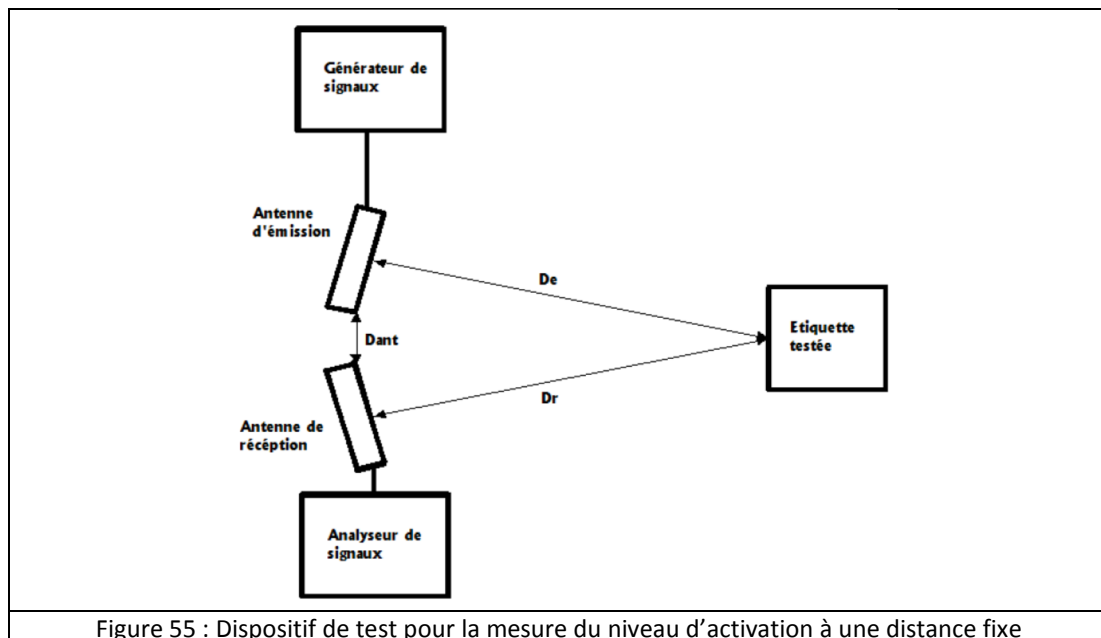 Générateur de
signaux
Antenne
d'émission
De
Dant
Etiquette
testée
Dr
Antenne de
récéption
Analyseur de
signaux
Figure 55 : Dispositif de test pour la mesure du niveau d'activation à une distance fixe